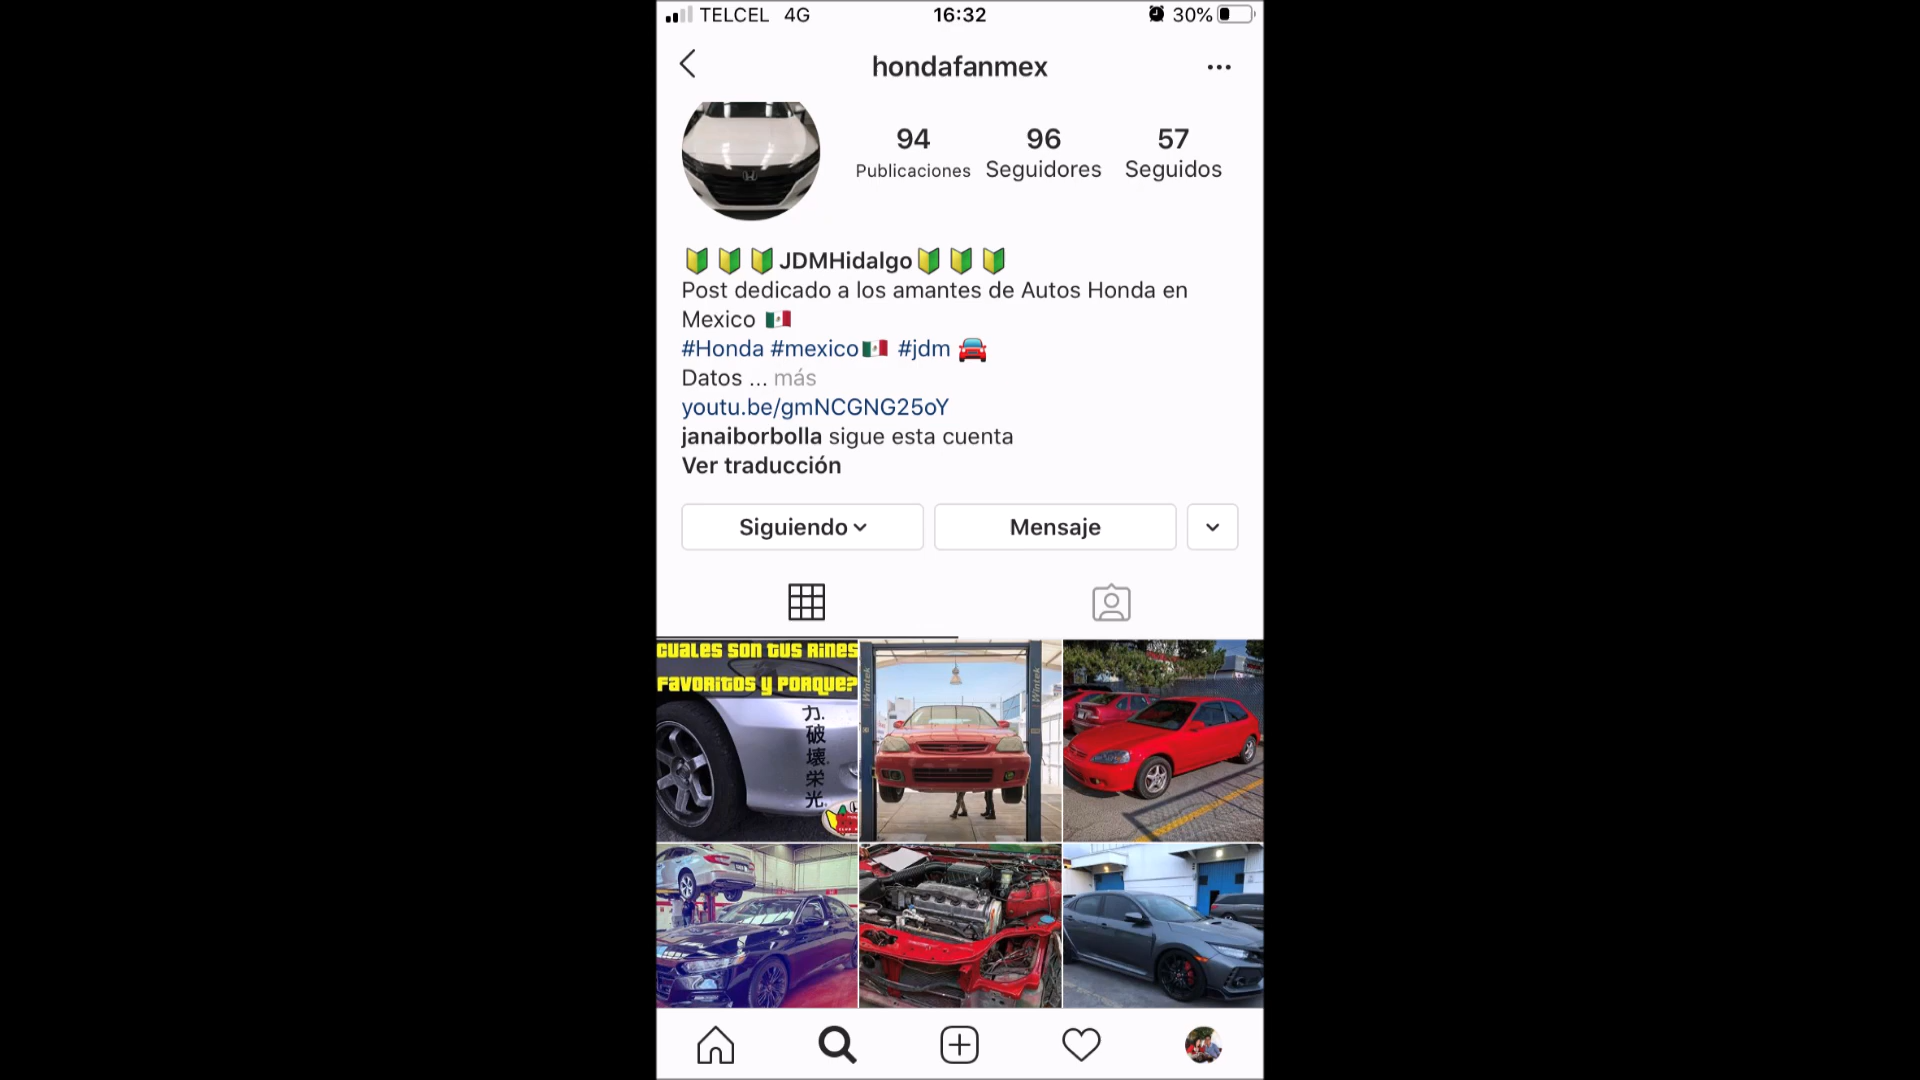 TELCEL 4G 16:32 30%
hondafanmex
94 96 57
Publicaciones Seguidores Seguidos
🔰🔰🔰JDMHidalgo🔰🔰🔰
Post dedicado a los amantes de Autos Honda en
Mexico 🇲🇽
#Honda #mexico🇲🇽 #jdm 🚘
Datos ... más
youtu.be/gmNCGNG25oY
janaiborbolla sigue esta cuenta
Ver traducción
Siguiendo Mensaje
CUALES SON TUS RINES
FAVORITOS Y PORQUE?
力.
破
壊.
栄
光.
Wintek Wintek